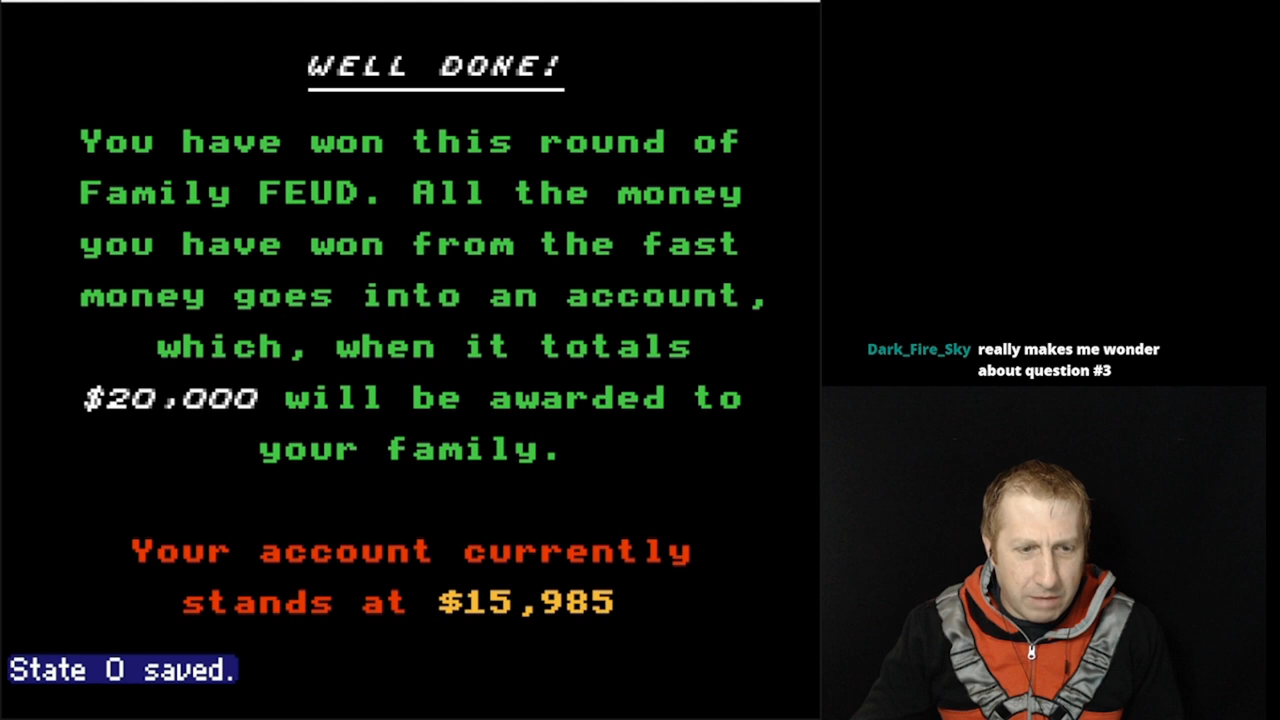 WELL DONE!
You have won this round of
Family FEUD. All the money
you have won from the fast
money goes into an account,
which, when it totals
$20,000 will be awarded to
your family.
Your account currently
stands at $15,985
State 0 saved.
Dark_Fire_Sky really makes me wonder
about question #3